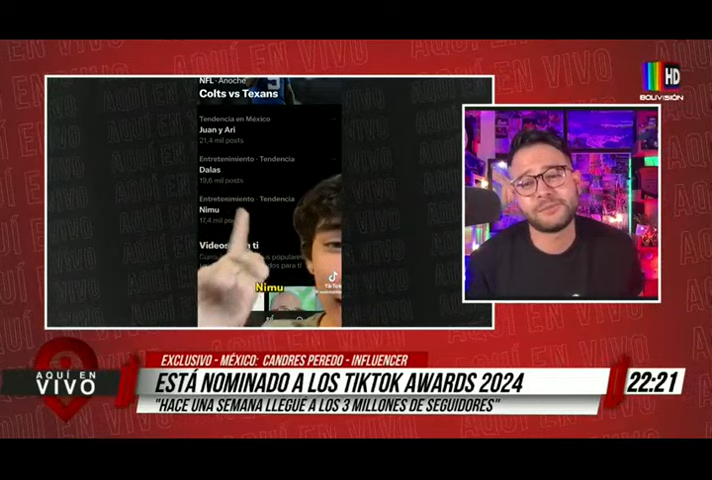 AQUÍ EN VIVO
HD
BOLIVISIÓN
NFL · Anoche
Colts vs Texans
Tendencia en México
Juan y Ari
21,4 mil posts
Entretenimiento · Tendencia
Dalas
19,6 mil posts
Entretenimiento · Tendencia
Nimu
17,4 mil
Videos
ti
Nimu
TikTok
EXCLUSIVO - MÉXICO: CANDRES PEREDO - INFLUENCER
AQUÍ EN
VIVO
ESTÁ NOMINADO A LOS TIKTOK AWARDS 2024
22:21
"HACE UNA SEMANA LLEGUÉ A LOS 3 MILLONES DE SEGUIDORES"